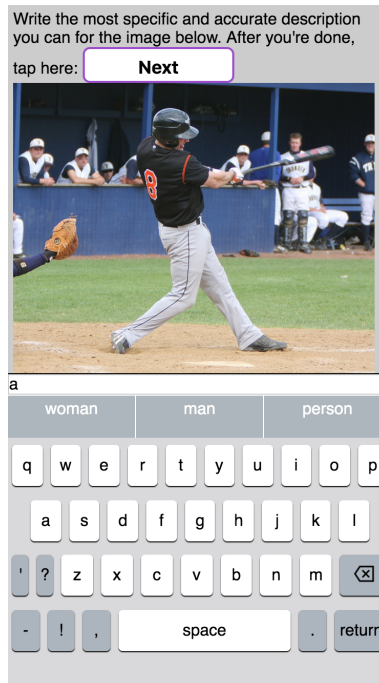 Write the most specific and accurate description
you can for the image below. After you're done,
tap here: Next
8
a
woman man person
q w e r t y u i o p
a s d f g h j k l
' ? z x c v b n m
- ! , space . return